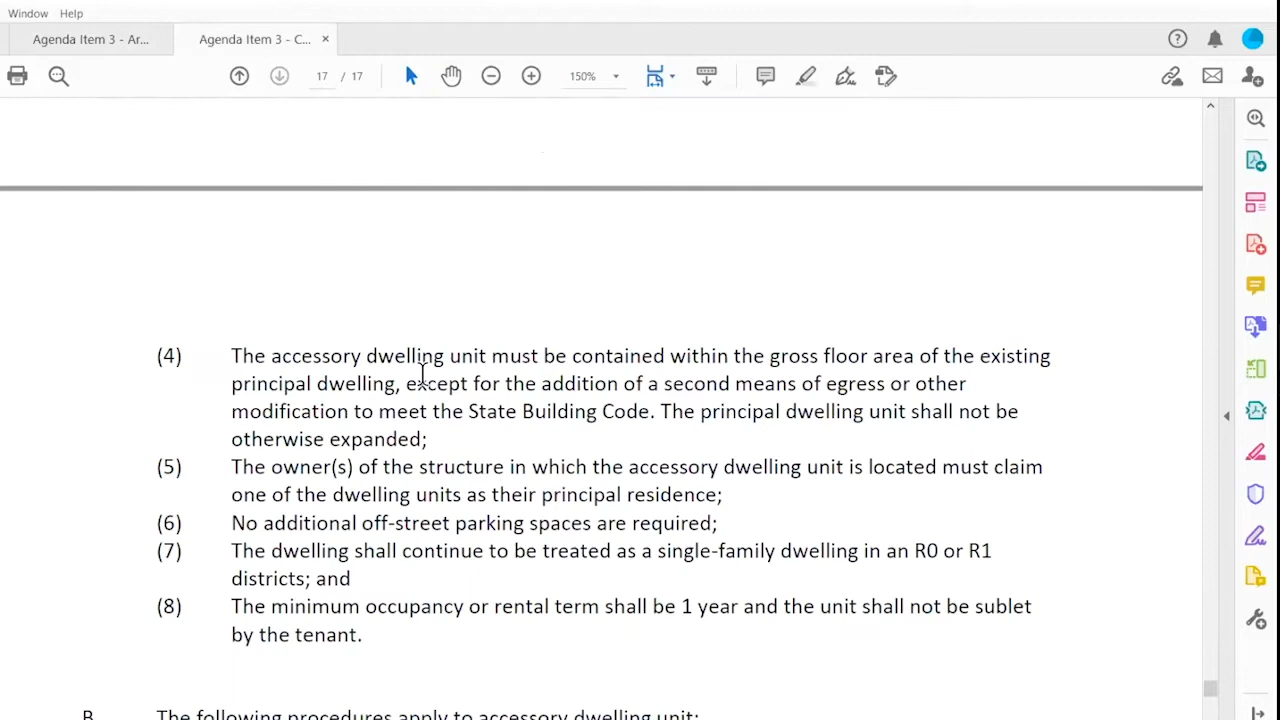 Window Help
Agenda Item 3 - Ar...
Agenda Item 3 - C...
17 / 17
150%
(4) The accessory dwelling unit must be contained within the gross floor area of the existing
principal dwelling, except for the addition of a second means of egress or other
modification to meet the State Building Code. The principal dwelling unit shall not be
otherwise expanded;
(5) The owner(s) of the structure in which the accessory dwelling unit is located must claim
one of the dwelling units as their principal residence;
(6) No additional off-street parking spaces are required;
(7) The dwelling shall continue to be treated as a single-family dwelling in an R0 or R1
districts; and
(8) The minimum occupancy or rental term shall be 1 year and the unit shall not be sublet
by the tenant.
B. The following procedures apply to accessory dwelling unit: